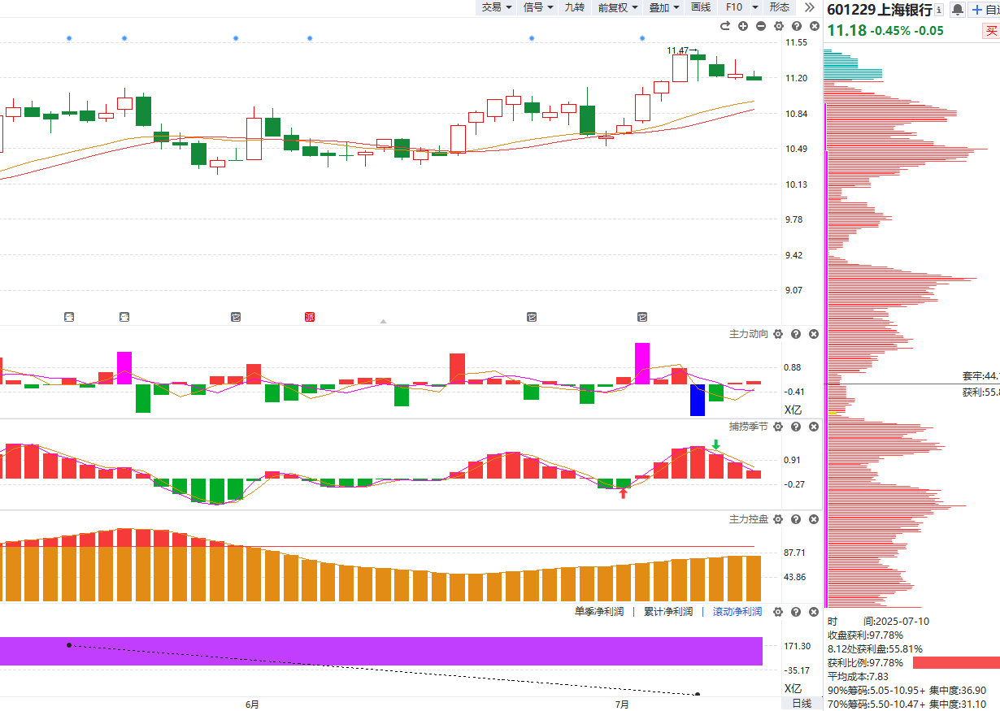 交易 信号 九转 前复权 叠加 画线 F10 形态
601229 上海银行 自选
11.18 -0.45% -0.05 买
11.55
11.47
11.20
10.84
10.49
10.13
9.78
9.42
9.07
派
主力动向
0.88
-0.41
X亿
套牢:44.
获利:55.8
捕捞季节
0.91
-0.27
主力控盘
87.71
43.86
单季净利润 | 累计净利润 | 滚动净利润
171.30
-35.17
X亿
6月 7月 日线
时 间:2025-07-10
收盘获利:97.78%
8.12处获利盘:55.81%
获利比例:97.78%
平均成本:7.83
90%筹码:5.05-10.95+ 集中度:36.90
70%筹码:5.50-10.47+ 集中度:31.10